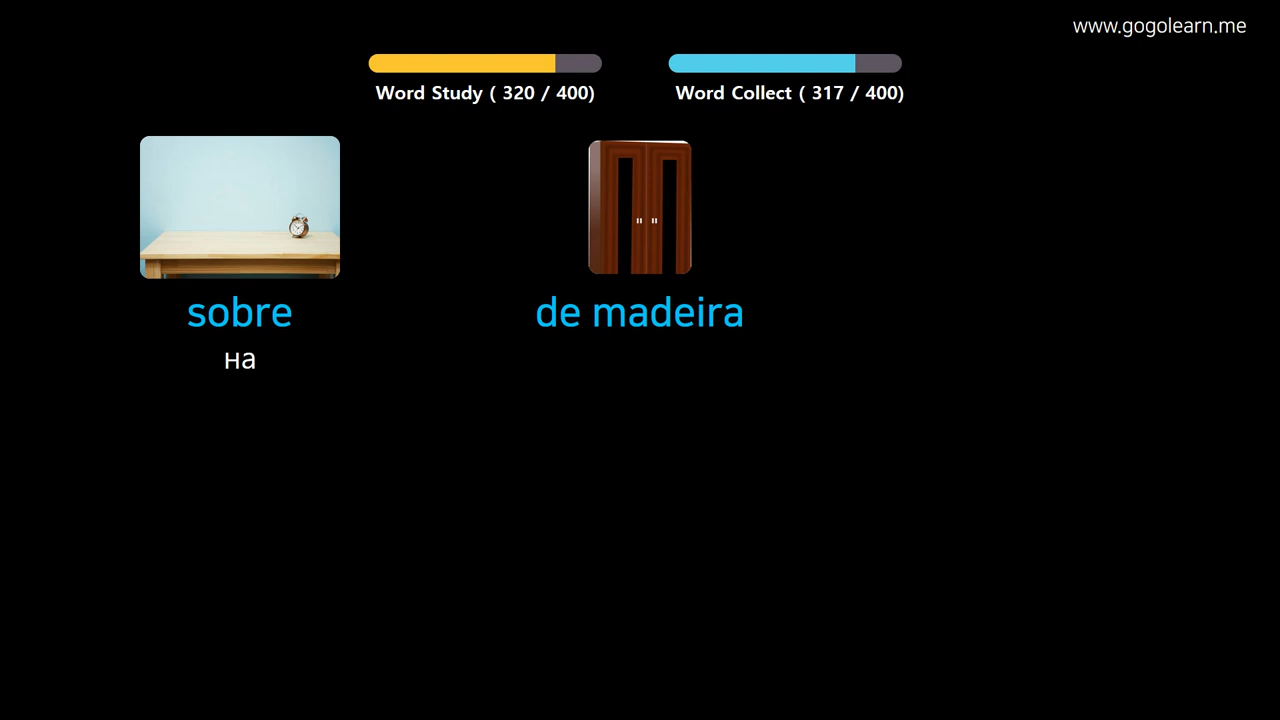 www.gogolearn.me
Word Study ( 320 / 400)
Word Collect ( 317 / 400)
sobre
de madeira
на